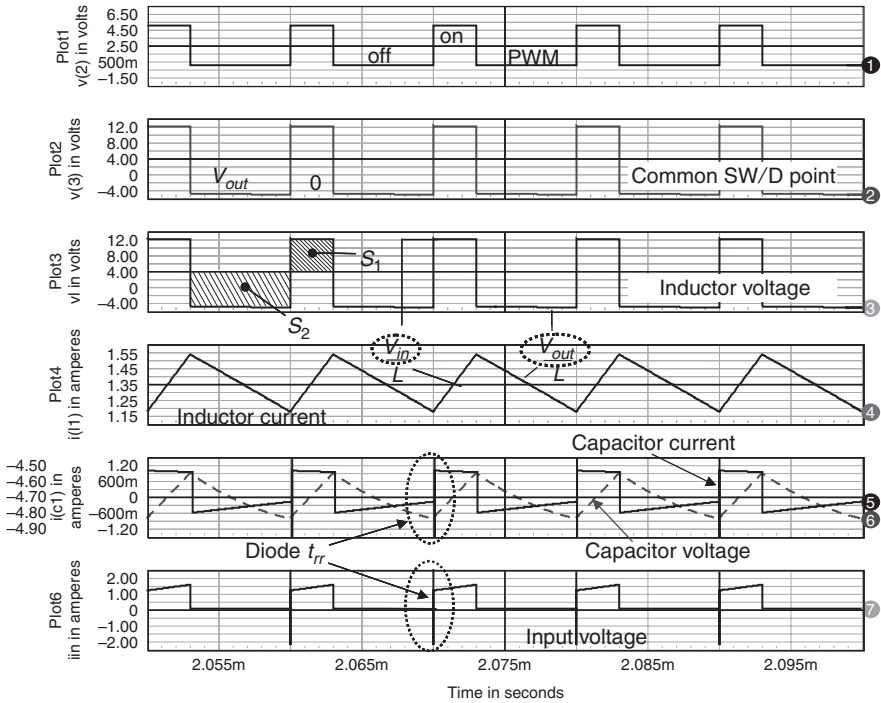 Plot1
v(2) in volts
6.50
4.50
2.50
500m
−1.50
on
off
PWM
1
Plot2
v(3) in volts
12.0
8.00
4.00
0
−4.00
Vout
0
Common SW/D point
2
Plot3
vl in volts
12.0
8.00
4.00
0
−4.00
S1
S2
Inductor voltage
3
Plot4
i(l1) in amperes
1.55
1.45
1.35
1.25
1.15
Vin
L
Vout
L
Inductor current
4
−4.50
−4.60
−4.70
−4.80
−4.90
i(c1) in
amperes
1.20
600m
0
−600m
−1.20
Capacitor current
5
6
Diode trr
Capacitor voltage
Plot6
iin in amperes
2.00
1.00
0
−1.00
−2.00
Input voltage
7
2.055m
2.065m
2.075m
2.085m
2.095m
Time in seconds